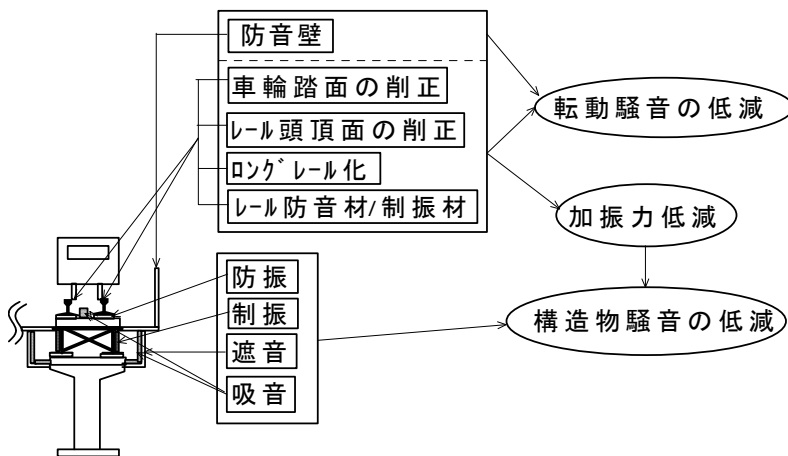 防音壁
車輪踏面の削正
ﾚｰﾙ頭頂面の削正
ﾛﾝｸﾞﾚｰﾙ化
ﾚｰﾙ防音材/制振材
転動騒音の低減
加振力低減
防振
制振
遮音
吸音
構造物騒音の低減